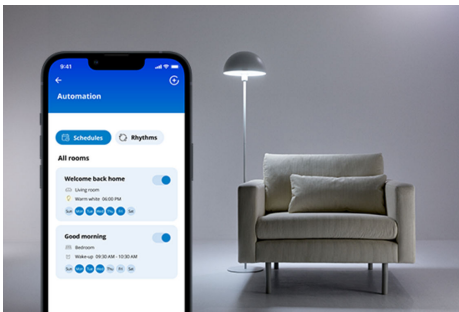 9:41
Automation
Schedules Rhythms
All rooms
Welcome back home
Living room
Warm white 06:00 PM
Sun Mon Tue Wed Thu Fri Sat
Good morning
Bedroom
Wake-up 09:30 AM - 10:30 AM
Sun Mon Tue Wed Thu Fri Sat